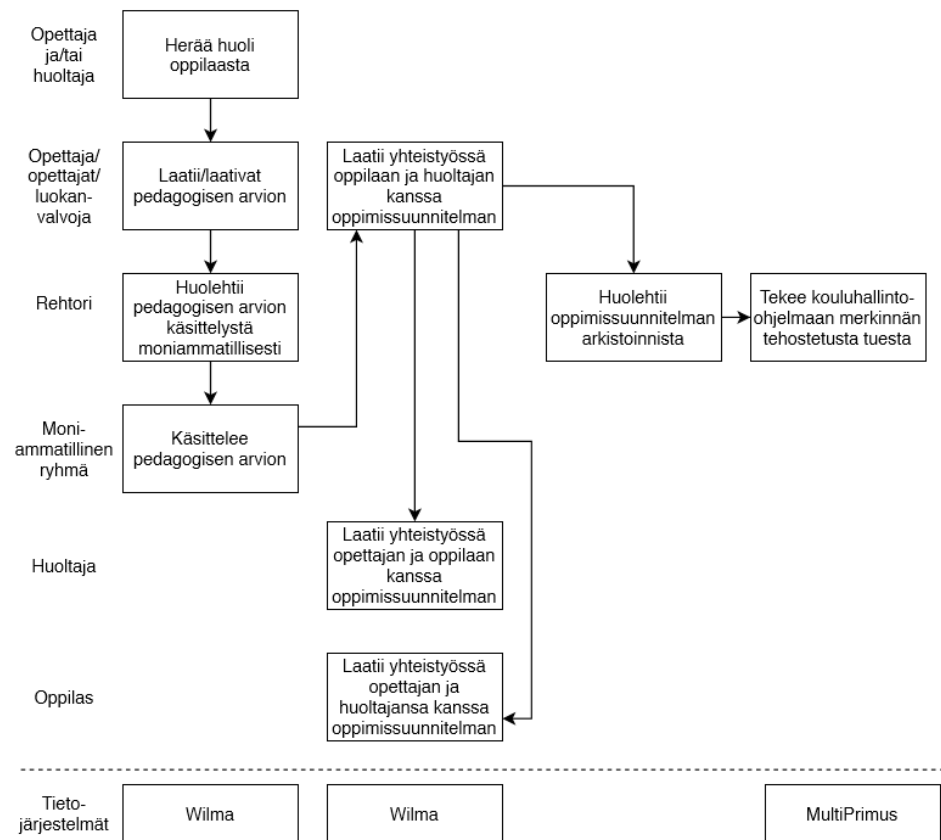 Opettaja
ja/tai
huoltaja
Herää huoli
oppilaasta
Opettaja/
opettajat/
luokan-
valvoja
Laatii/laativat
pedagogisen arvion
Laatii yhteistyössä
oppilaan ja huoltajan
kanssa
oppimissuunnitelman
Rehtori
Huolehtii
pedagogisen arvion
käsittelystä
moniammatillisesti
Huolehtii
oppimissuunnitelman
arkistoinnista
Tekee kouluhallinto-
ohjelmaan merkinnän
tehostetusta tuesta
Moni-
ammatillinen
ryhmä
Käsittelee
pedagogisen arvion
Huoltaja
Laatii yhteistyössä
opettajan ja oppilaan
kanssa
oppimissuunnitelman
Oppilas
Laatii yhteistyössä
opettajan ja
huoltajansa kanssa
oppimissuunnitelman
Tieto-
järjestelmät
Wilma
Wilma
MultiPrimus